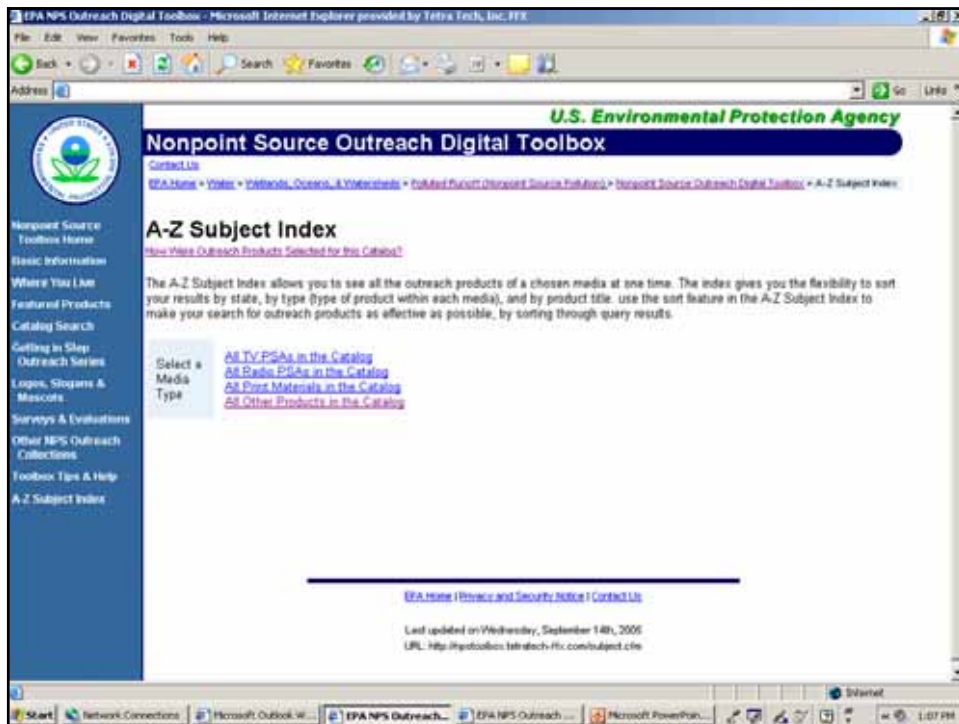 EPA NPS Outreach Digital Toolbox - Microsoft Internet Explorer provided by Tetra Tech, Inc. FFX
File Edit View Favorites Tools Help
Back Search Favorites
Address Go Links
U.S. Environmental Protection Agency
Nonpoint Source Outreach Digital Toolbox
Contact Us
EPA Home > Water > Wetlands, Oceans, & Watersheds > Polluted Runoff (Nonpoint Source Pollution) > Nonpoint Source Outreach Digital Toolbox > A-Z Subject Index
Nonpoint Source
Toolbox Home
Basic Information
Where You Live
Featured Products
Catalog Search
Getting in Step
Outreach Series
Logos, Slogans &
Mascots
Surveys & Evaluations
Other NPS Outreach
Collections
Toolbox Tips & Help
A-Z Subject Index
A-Z Subject Index
How Were Outreach Products Selected for this Catalog?
The A-Z Subject Index allows you to see all the outreach products of a chosen media at one time. The index gives you the flexibility to sort
your results by state, by type (type of product within each media), and by product title. use the sort feature in the A-Z Subject Index to
make your search for outreach products as effective as possible, by sorting through query results.
Select a
Media
Type
All TV PSAs in the Catalog
All Radio PSAs in the Catalog
All Print Materials in the Catalog
All Other Products in the Catalog
EPA Home | Privacy and Security Notice | Contact Us
Last updated on Wednesday, September 14th, 2005
URL: http://npstoolbox.tetratech-ffx.com/subject.cfm
Internet
Start Network Connections Microsoft Outlook W... EPA NPS Outreach... EPA NPS Outreach ... Microsoft PowerPoin... 1:07 PM